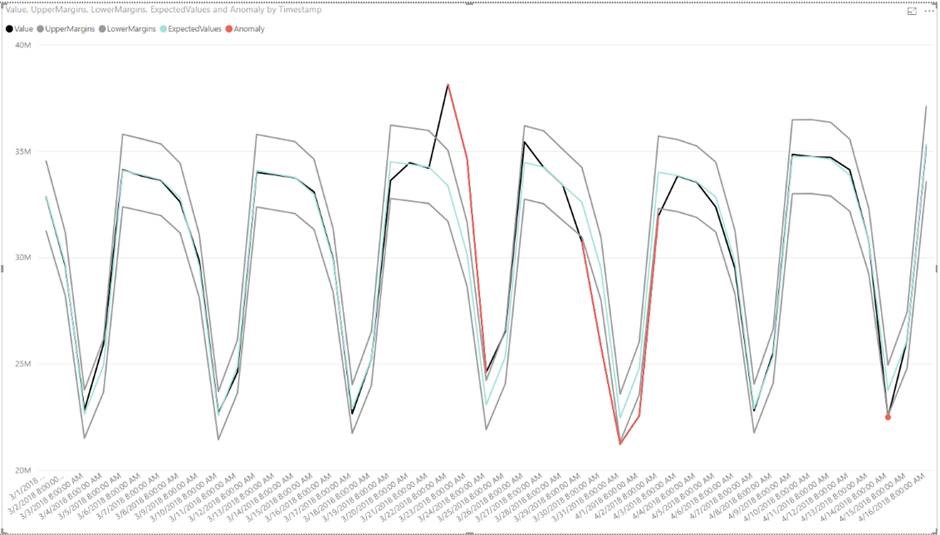 Value, UpperMargins, LowerMargins, ExpectedValues and Anomaly by Timestamp
Value UpperMargins LowerMargins ExpectedValues Anomaly
40M
35M
30M
25M
20M
3/1/2018 ...
3/2/2018 8:00:00 ...
3/3/2018 8:00:00 AM
3/4/2018 8:00:00 AM
3/5/2018 8:00:00 AM
3/6/2018 8:00:00 AM
3/7/2018 8:00:00 AM
3/8/2018 8:00:00 AM
3/9/2018 8:00:00 AM
3/10/2018 8:00:00 AM
3/11/2018 8:00:00 AM
3/12/2018 8:00:00 AM
3/13/2018 8:00:00 AM
3/14/2018 8:00:00 AM
3/15/2018 8:00:00 AM
3/16/2018 8:00:00 AM
3/17/2018 8:00:00 AM
3/18/2018 8:00:00 AM
3/19/2018 8:00:00 AM
3/20/2018 8:00:00 AM
3/21/2018 8:00:00 AM
3/22/2018 8:00:00 AM
3/23/2018 8:00:00 AM
3/24/2018 8:00:00 AM
3/25/2018 8:00:00 AM
3/26/2018 8:00:00 AM
3/27/2018 8:00:00 AM
3/28/2018 8:00:00 AM
3/29/2018 8:00:00 AM
3/30/2018 8:00:00 AM
3/31/2018 8:00:00 AM
4/1/2018 8:00:00 AM
4/2/2018 8:00:00 AM
4/3/2018 8:00:00 AM
4/4/2018 8:00:00 AM
4/5/2018 8:00:00 AM
4/6/2018 8:00:00 AM
4/7/2018 8:00:00 AM
4/8/2018 8:00:00 AM
4/9/2018 8:00:00 AM
4/10/2018 8:00:00 AM
4/11/2018 8:00:00 AM
4/12/2018 8:00:00 AM
4/13/2018 8:00:00 AM
4/14/2018 8:00:00 AM
4/15/2018 8:00:00 AM
4/16/2018 8:00:00 AM